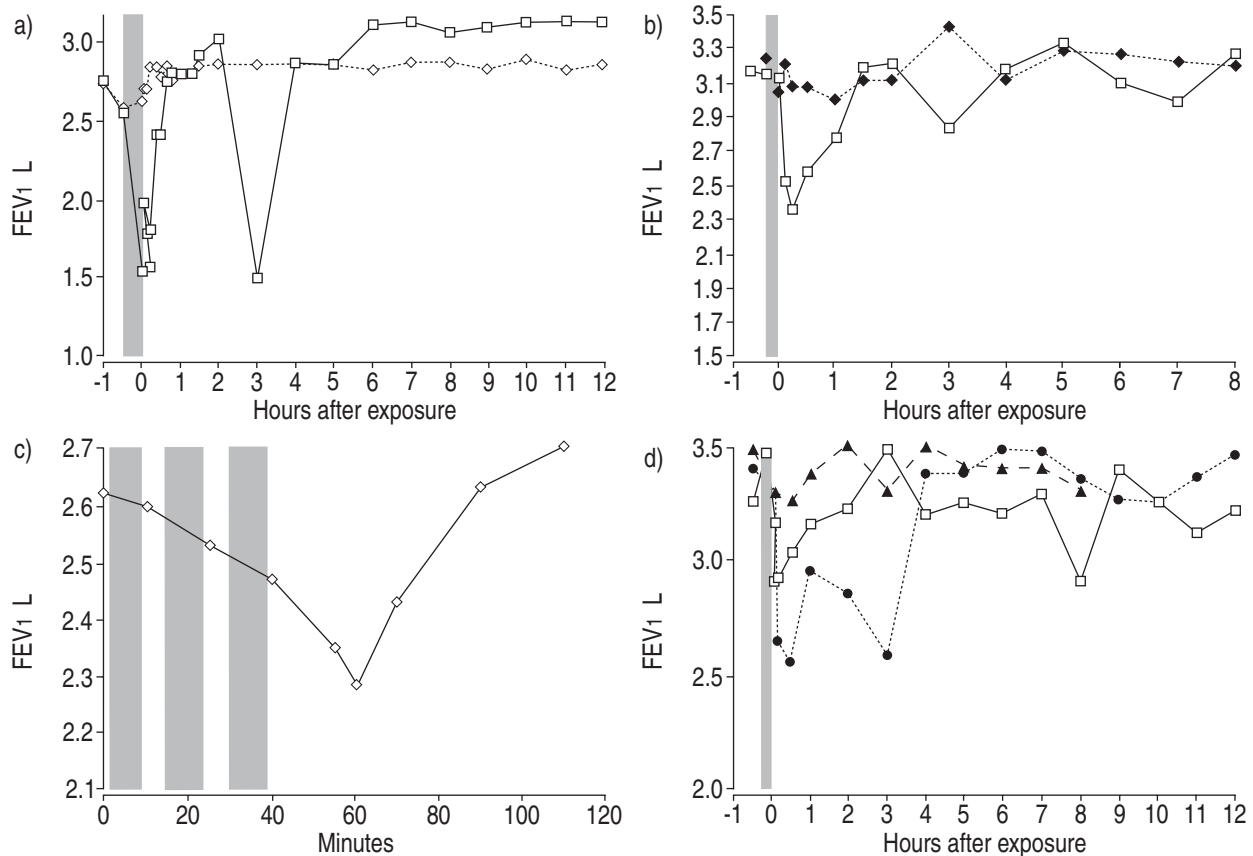 a)
3.0
2.5
2.0
1.5
1.0
FEV1 L
-1 0 1 2 3 4 5 6 7 8 9 10 11 12
Hours after exposure
b)
3.5
3.3
3.1
2.9
2.7
2.5
2.3
2.1
1.9
1.7
1.5
FEV1 L
-1 0 1 2 3 4 5 6 7 8
Hours after exposure
c)
2.7
2.6
2.5
2.4
2.3
2.2
2.1
FEV1 L
0 20 40 60 80 100 120
Minutes
d)
3.5
3.0
2.5
2.0
FEV1 L
-1 0 1 2 3 4 5 6 7 8 9 10 11 12
Hours after exposure